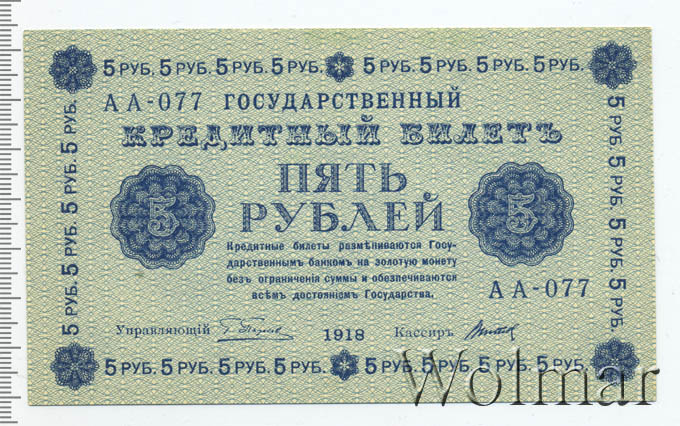 5 РУБ. 5 РУБ. 5 РУБ. 5 РУБ. 5 РУБ. 5 РУБ. 5 РУБ. 5 РУБ.
АА-077 ГОСУДАРСТВЕННЫЙ
КРЕДИТНЫЙ БИЛЕТЪ
ПЯТЬ
5 РУБЛЕЙ 5
Кредитные билеты размѣниваются Госу-
дарственнымъ банкомъ на золотую монету
безъ ограниченія суммы и обезпечиваются
всѣмъ достояніемъ Государства.
АА-077
Управляющій 1918 Кассиръ
5 РУБ. 5 РУБ. 5 РУБ. 5 РУБ. 5 РУБ. 5 РУБ. 5 РУБ. 5 РУБ.
5 РУБ. 5 РУБ. 5 РУБ. 5 РУБ.
5 РУБ. 5 РУБ. 5 РУБ. 5 РУБ.
Wolmar